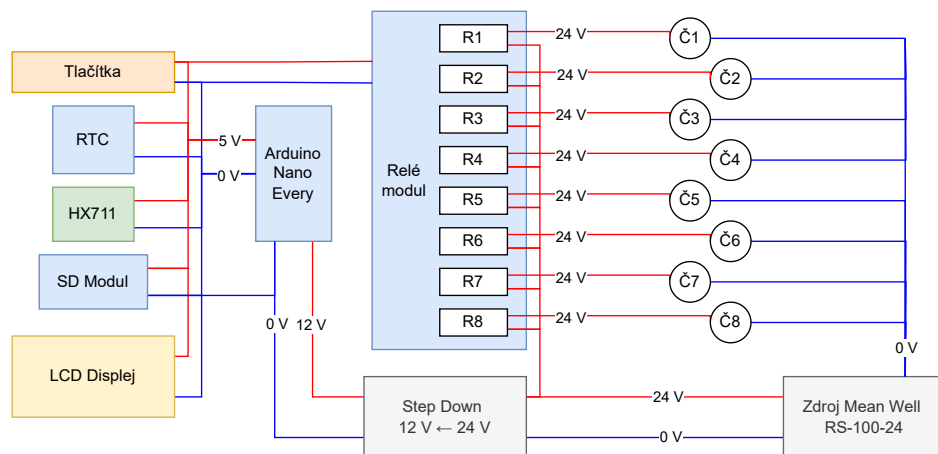 R1
24 V
Č1
Tlačítka
R2
24 V
Č2
RTC
5 V
0 V
Arduino
Nano
Every
Relé
modul
R3
24 V
Č3
R4
24 V
Č4
HX711
R5
24 V
Č5
SD Modul
R6
24 V
Č6
R7
24 V
Č7
0 V
12 V
R8
24 V
Č8
0 V
LCD Displej
Step Down
12 V ← 24 V
24 V
0 V
Zdroj Mean Well
RS-100-24